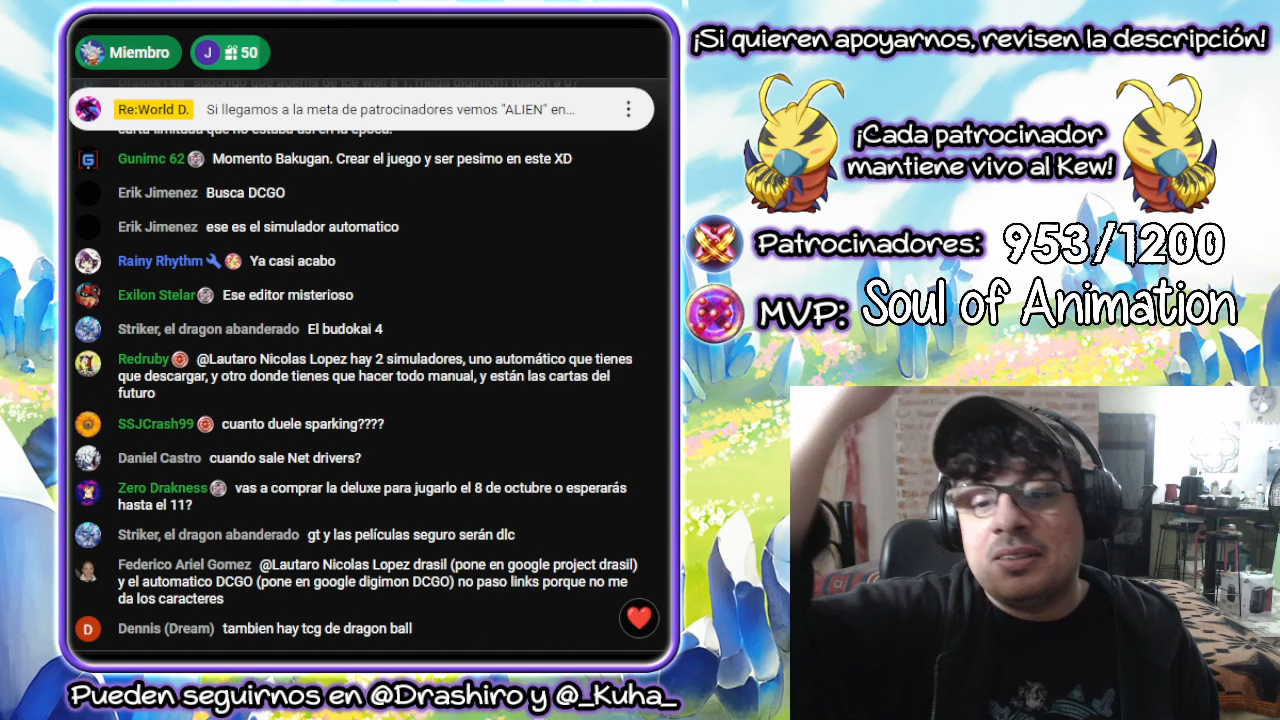 ¡Si quieren apoyarnos, revisen la descripción!
Miembro
J 50
Re:World D. Si llegamos a la meta de patrocinadores vemos "ALIEN" en...
carta limitada que no estaba así en la época.
Gunimc 62 Momento Bakugan. Crear el juego y ser pesimo en este XD
Erik Jimenez Busca DCGO
Erik Jimenez ese es el simulador automatico
Rainy Rhythm Ya casi acabo
Exilon Stelar Ese editor misterioso
Striker, el dragon abanderado El budokai 4
Redruby @Lautaro Nicolas Lopez hay 2 simuladores, uno automático que tienes
que descargar, y otro donde tienes que hacer todo manual, y están las cartas del
futuro
SSJCrash99 cuanto duele sparking????
Daniel Castro cuando sale Net drivers?
Zero Drakness vas a comprar la deluxe para jugarlo el 8 de octubre o esperarás
hasta el 11?
Striker, el dragon abanderado gt y las películas seguro serán dlc
Federico Ariel Gomez @Lautaro Nicolas Lopez drasil (pone en google project drasil)
y el automatico DCGO (pone en google digimon DCGO) no paso links porque no me
da los caracteres
D Dennis (Dream) tambien hay tcg de dragon ball
¡Cada patrocinador
mantiene vivo al Kew!
Patrocinadores: 953/1200
MVP: Soul of Animation
Pueden seguirnos en @Drashiro y @_Kuha_